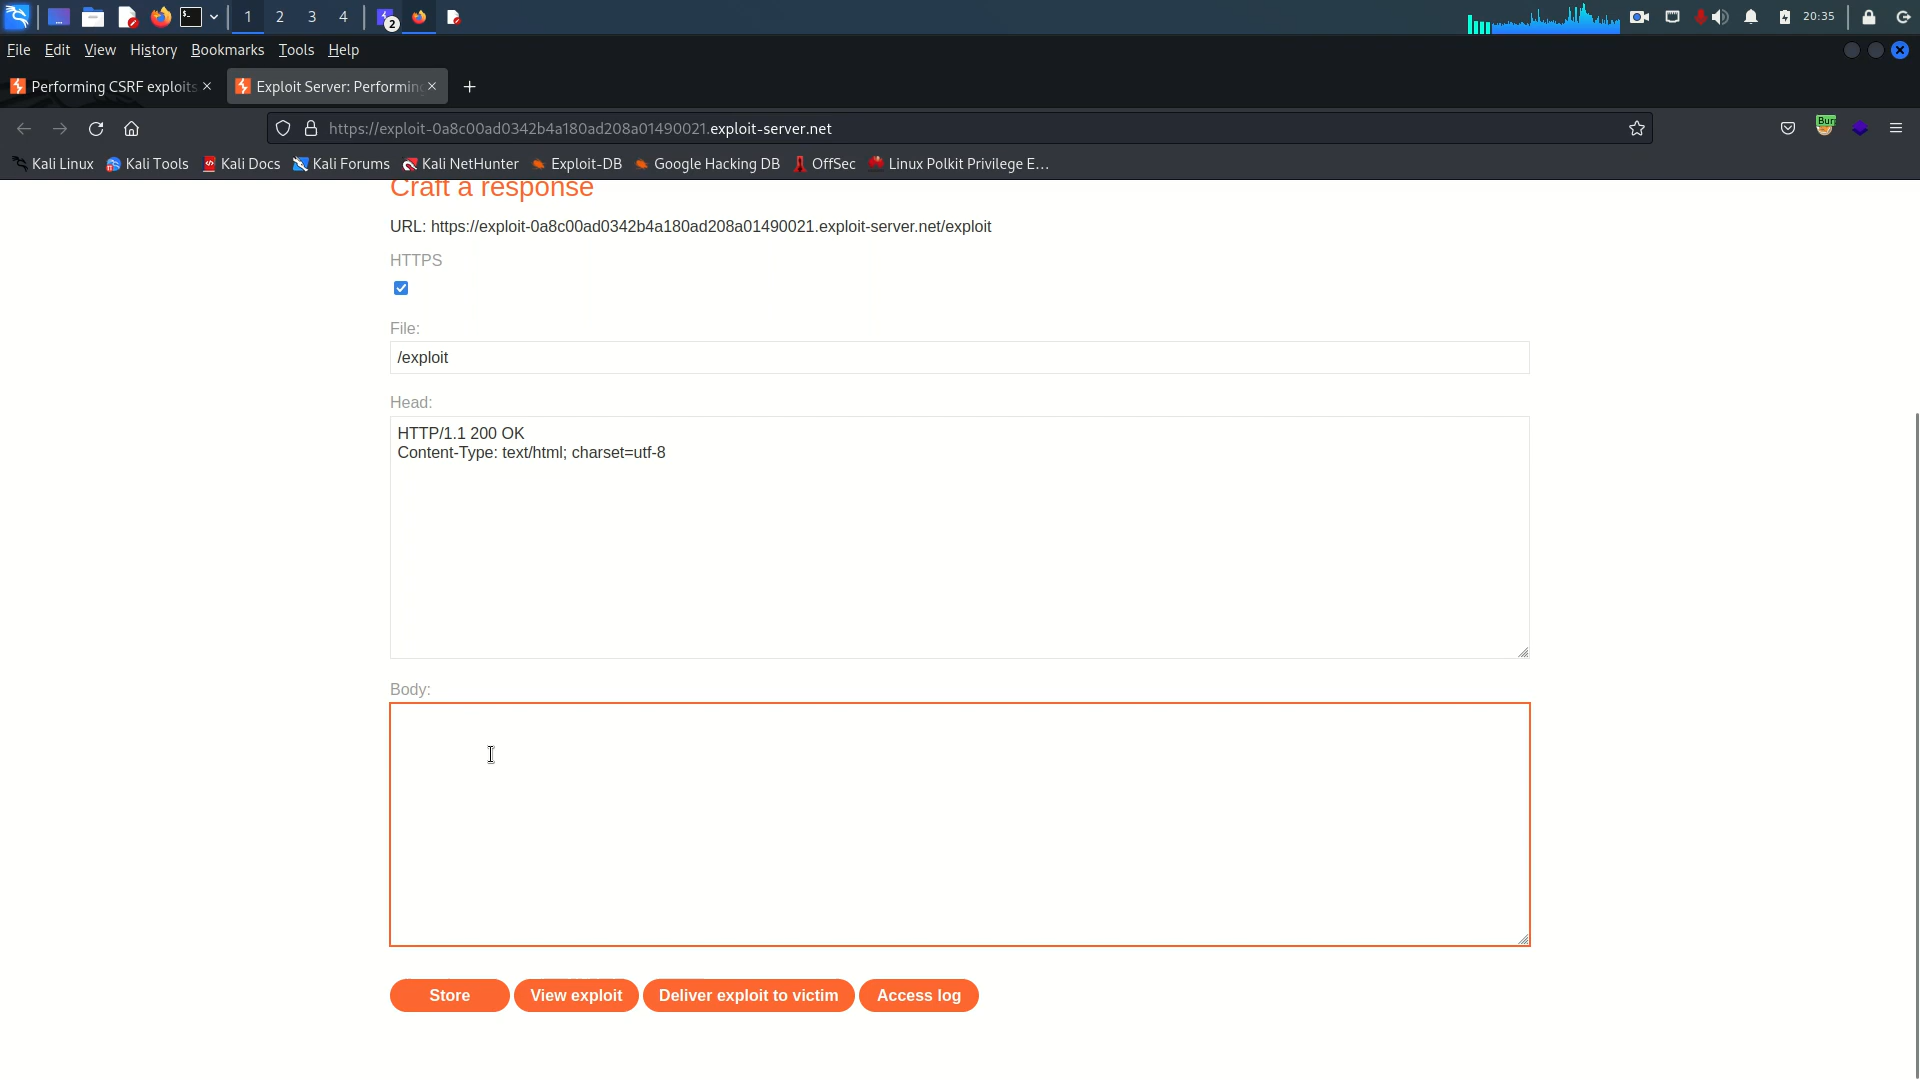 1 2 3 4 2 20:35
File Edit View History Bookmarks Tools Help
Performing CSRF exploits Exploit Server: Performing
https://exploit-0a8c00ad0342b4a180ad208a01490021.exploit-server.net Bur
Kali Linux Kali Tools Kali Docs Kali Forums Kali NetHunter Exploit-DB Google Hacking DB OffSec Linux Polkit Privilege E…
Craft a response
URL: https://exploit-0a8c00ad0342b4a180ad208a01490021.exploit-server.net/exploit
HTTPS
File:
/exploit
Head:
HTTP/1.1 200 OK
Content-Type: text/html; charset=utf-8
Body:
Store View exploit Deliver exploit to victim Access log